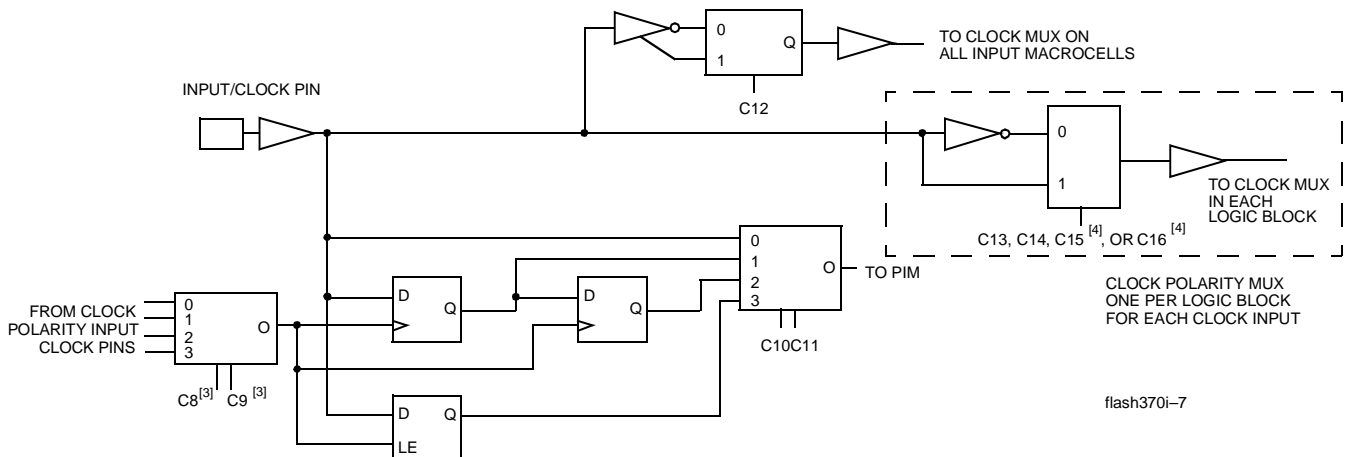 0
Q
1
TO CLOCK MUX ON
ALL INPUT MACROCELLS
C12
INPUT/CLOCK PIN
0
1
TO CLOCK MUX
IN EACH
LOGIC BLOCK
C13, C14, C15 [4], OR C16 [4]
0
1
2
3
O
TO PIM
C10C11
CLOCK POLARITY MUX
ONE PER LOGIC BLOCK
FOR EACH CLOCK INPUT
FROM CLOCK
POLARITY INPUT
CLOCK PINS
0
1
2
3
O
C8[3] C9 [3]
D
Q
D
Q
D
Q
LE
flash370i–7